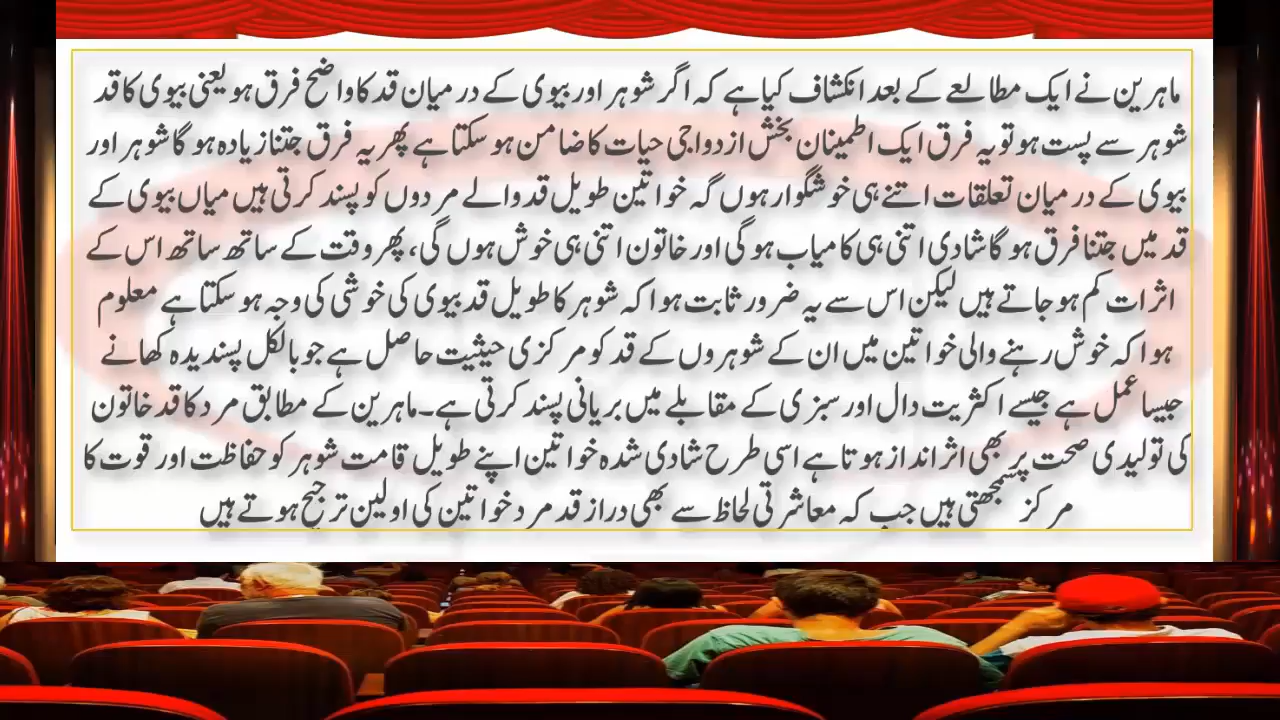 ماہرین نے ایک مطالعے کے بعد انکشاف کیا ہے کہ اگر شوہر اور بیوی کے درمیان قد کا واضح فرق ہو یعنی بیوی کا قد
شوہر سے پست ہو تو یہ فرق ایک اطمینان بخش ازدواجی حیات کا ضامن ہو سکتا ہے پھر یہ فرق جتنا زیادہ ہو گا شوہر اور
بیوی کے درمیان تعلقات اتنے ہی خوشگوار ہوں گہ خواتین طویل قد والے مردوں کو پسند کرتی ہیں میاں بیوی کے
قد میں جتنا فرق ہو گا شادی اتنی ہی کامیاب ہو گی اور خاتون اتنی ہی خوش ہوں گی، پھر وقت کے ساتھ ساتھ اس کے
اثرات کم ہو جاتے ہیں لیکن اس سے یہ ضرور ثابت ہوا کہ شوہر کا طویل قد بیوی کی خوشی کی وجہ ہو سکتا ہے معلوم
ہوا کہ خوش رہنے والی خواتین میں ان کے شوہروں کے قد کو مرکزی حیثیت حاصل ہے جو بالکل پسندیدہ کھانے
جیسا عمل ہے جیسے اکثریت دال اور سبزی کے مقابلے میں بریانی پسند کرتی ہے۔ ماہرین کے مطابق مرد کا قد خاتون
کی تولیدی صحت پر بھی اثر انداز ہوتا ہے اسی طرح شادی شدہ خواتین اپنے طویل قامت شوہر کو حفاظت اور قوت کا
مرکز سمجھتی ہیں جب کہ معاشرتی لحاظ سے بھی دراز قد مرد خواتین کی اولین ترجیح ہوتے ہیں